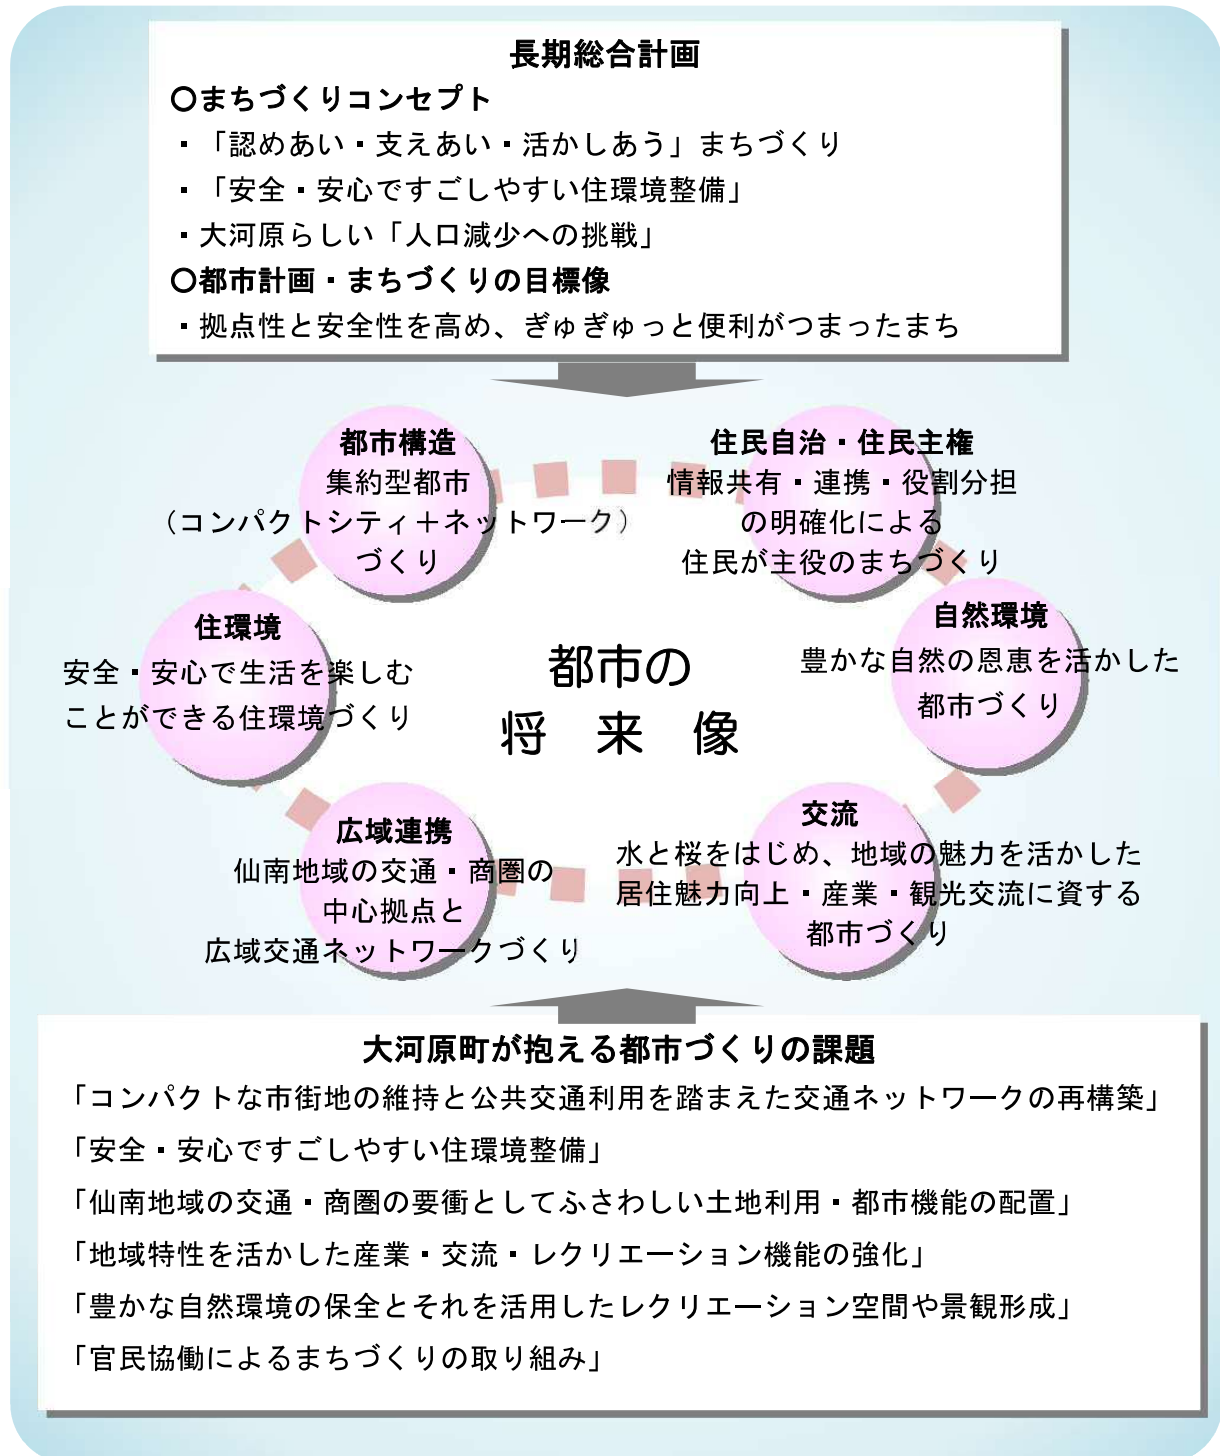 長期総合計画
〇まちづくりコンセプト
・「認めあい・支えあい・活かしあう」まちづくり
・「安全・安心ですごしやすい住環境整備」
・大河原らしい「人口減少への挑戦」
〇都市計画・まちづくりの目標像
・拠点性と安全性を高め、ぎゅぎゅっと便利がつまったまち
都市構造
集約型都市
（コンパクトシティ＋ネットワーク）
づくり
住民自治・住民主権
情報共有・連携・役割分担
の明確化による
住民が主役のまちづくり
住環境
安全・安心で生活を楽しむ
ことができる住環境づくり
都市の
将　来　像
自然環境
豊かな自然の恩恵を活かした
都市づくり
広域連携
仙南地域の交通・商圏の
中心拠点と
広域交通ネットワークづくり
交流
水と桜をはじめ、地域の魅力を活かした
居住魅力向上・産業・観光交流に資する
都市づくり
大河原町が抱える都市づくりの課題
「コンパクトな市街地の維持と公共交通利用を踏まえた交通ネットワークの再構築」
「安全・安心ですごしやすい住環境整備」
「仙南地域の交通・商圏の要衝としてふさわしい土地利用・都市機能の配置」
「地域特性を活かした産業・交流・レクリエーション機能の強化」
「豊かな自然環境の保全とそれを活用したレクリエーション空間や景観形成」
「官民協働によるまちづくりの取り組み」